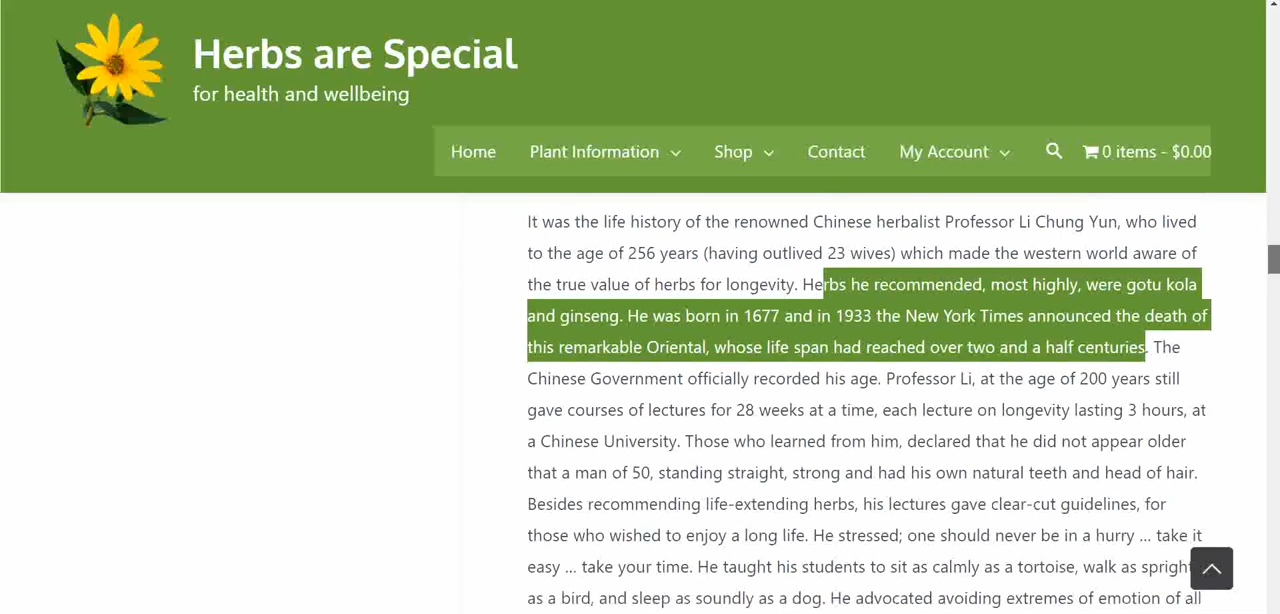 Herbs are Special
for health and wellbeing
Home Plant Information Shop Contact My Account 0 items - $0.00
It was the life history of the renowned Chinese herbalist Professor Li Chung Yun, who lived
to the age of 256 years (having outlived 23 wives) which made the western world aware of
the true value of herbs for longevity. Herbs he recommended, most highly, were gotu kola
and ginseng. He was born in 1677 and in 1933 the New York Times announced the death of
this remarkable Oriental, whose life span had reached over two and a half centuries. The
Chinese Government officially recorded his age. Professor Li, at the age of 200 years still
gave courses of lectures for 28 weeks at a time, each lecture on longevity lasting 3 hours, at
a Chinese University. Those who learned from him, declared that he did not appear older
that a man of 50, standing straight, strong and had his own natural teeth and head of hair.
Besides recommending life-extending herbs, his lectures gave clear-cut guidelines, for
those who wished to enjoy a long life. He stressed; one should never be in a hurry ... take it
easy ... take your time. He taught his students to sit as calmly as a tortoise, walk as spright
as a bird, and sleep as soundly as a dog. He advocated avoiding extremes of emotion of all